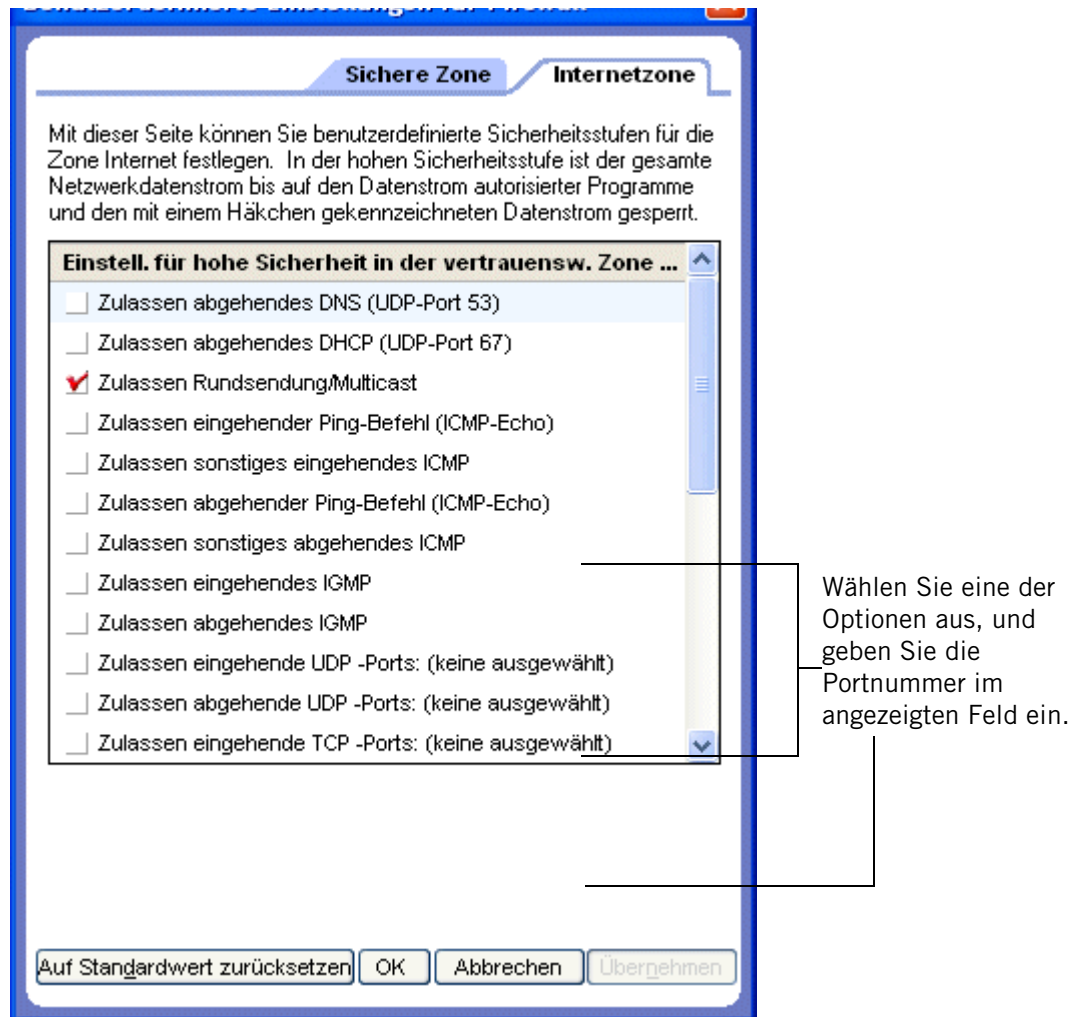 Sichere Zone
Internetzone
Mit dieser Seite können Sie benutzerdefinierte Sicherheitsstufen für die
Zone Internet festlegen. In der hohen Sicherheitsstufe ist der gesamte
Netzwerkdatenstrom bis auf den Datenstrom autorisierter Programme
und den mit einem Häkchen gekennzeichneten Datenstrom gesperrt.
Einstell. für hohe Sicherheit in der vertrauensw. Zone ...
Zulassen abgehendes DNS (UDP-Port 53)
Zulassen abgehendes DHCP (UDP-Port 67)
Zulassen Rundsendung/Multicast
Zulassen eingehender Ping-Befehl (ICMP-Echo)
Zulassen sonstiges eingehendes ICMP
Zulassen abgehender Ping-Befehl (ICMP-Echo)
Zulassen sonstiges abgehendes ICMP
Zulassen eingehendes IGMP
Zulassen abgehendes IGMP
Zulassen eingehende UDP -Ports: (keine ausgewählt)
Zulassen abgehende UDP -Ports: (keine ausgewählt)
Zulassen eingehende TCP -Ports: (keine ausgewählt)
Wählen Sie eine der
Optionen aus, und
geben Sie die
Portnummer im
angezeigten Feld ein.
Auf Standardwert zurücksetzen
OK
Abbrechen
Übernehmen